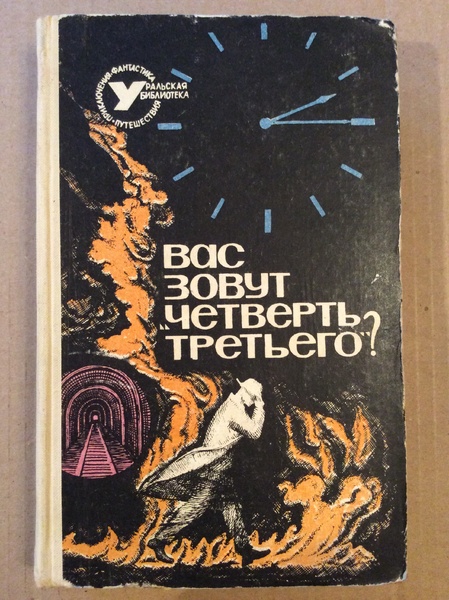 ПРИКЛЮЧЕНИЯ·ФАНТАСТИКА
·ПУТЕШЕСТВИЯ
УРАЛЬСКАЯ
БИБЛИОТЕКА
ВАС
ЗОВУТ
„ЧЕТВЕРТЬ
ТРЕТЬЕГО"?